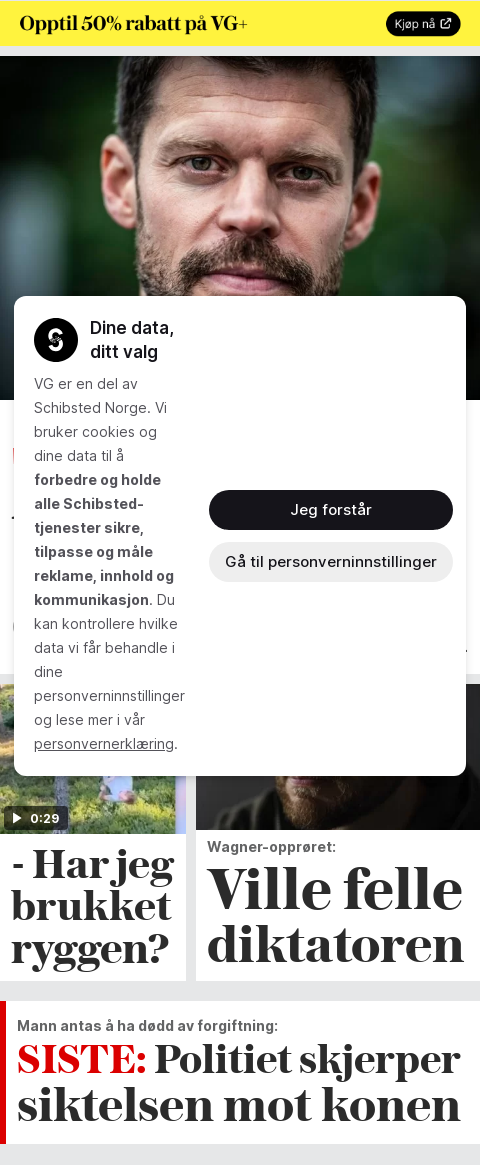 Opptil 50% rabatt på VG+
Kjøp nå
Dine data,
ditt valg
VG er en del av
Schibsted Norge. Vi
bruker cookies og
dine data til å
forbedre og holde
alle Schibsted-
tjenester sikre,
tilpasse og måle
reklame, innhold og
kommunikasjon. Du
kan kontrollere hvilke
data vi får behandle i
dine
personverninnstillinger
og lese mer i vår
personvernerklæring.
Jeg forstår
Gå til personverninnstillinger
0:29
- Har jeg
brukket
ryggen?
Wagner-opprøret:
Ville felle
diktatoren
Mann antas å ha dødd av forgiftning:
SISTE: Politiet skjerper
siktelsen mot konen